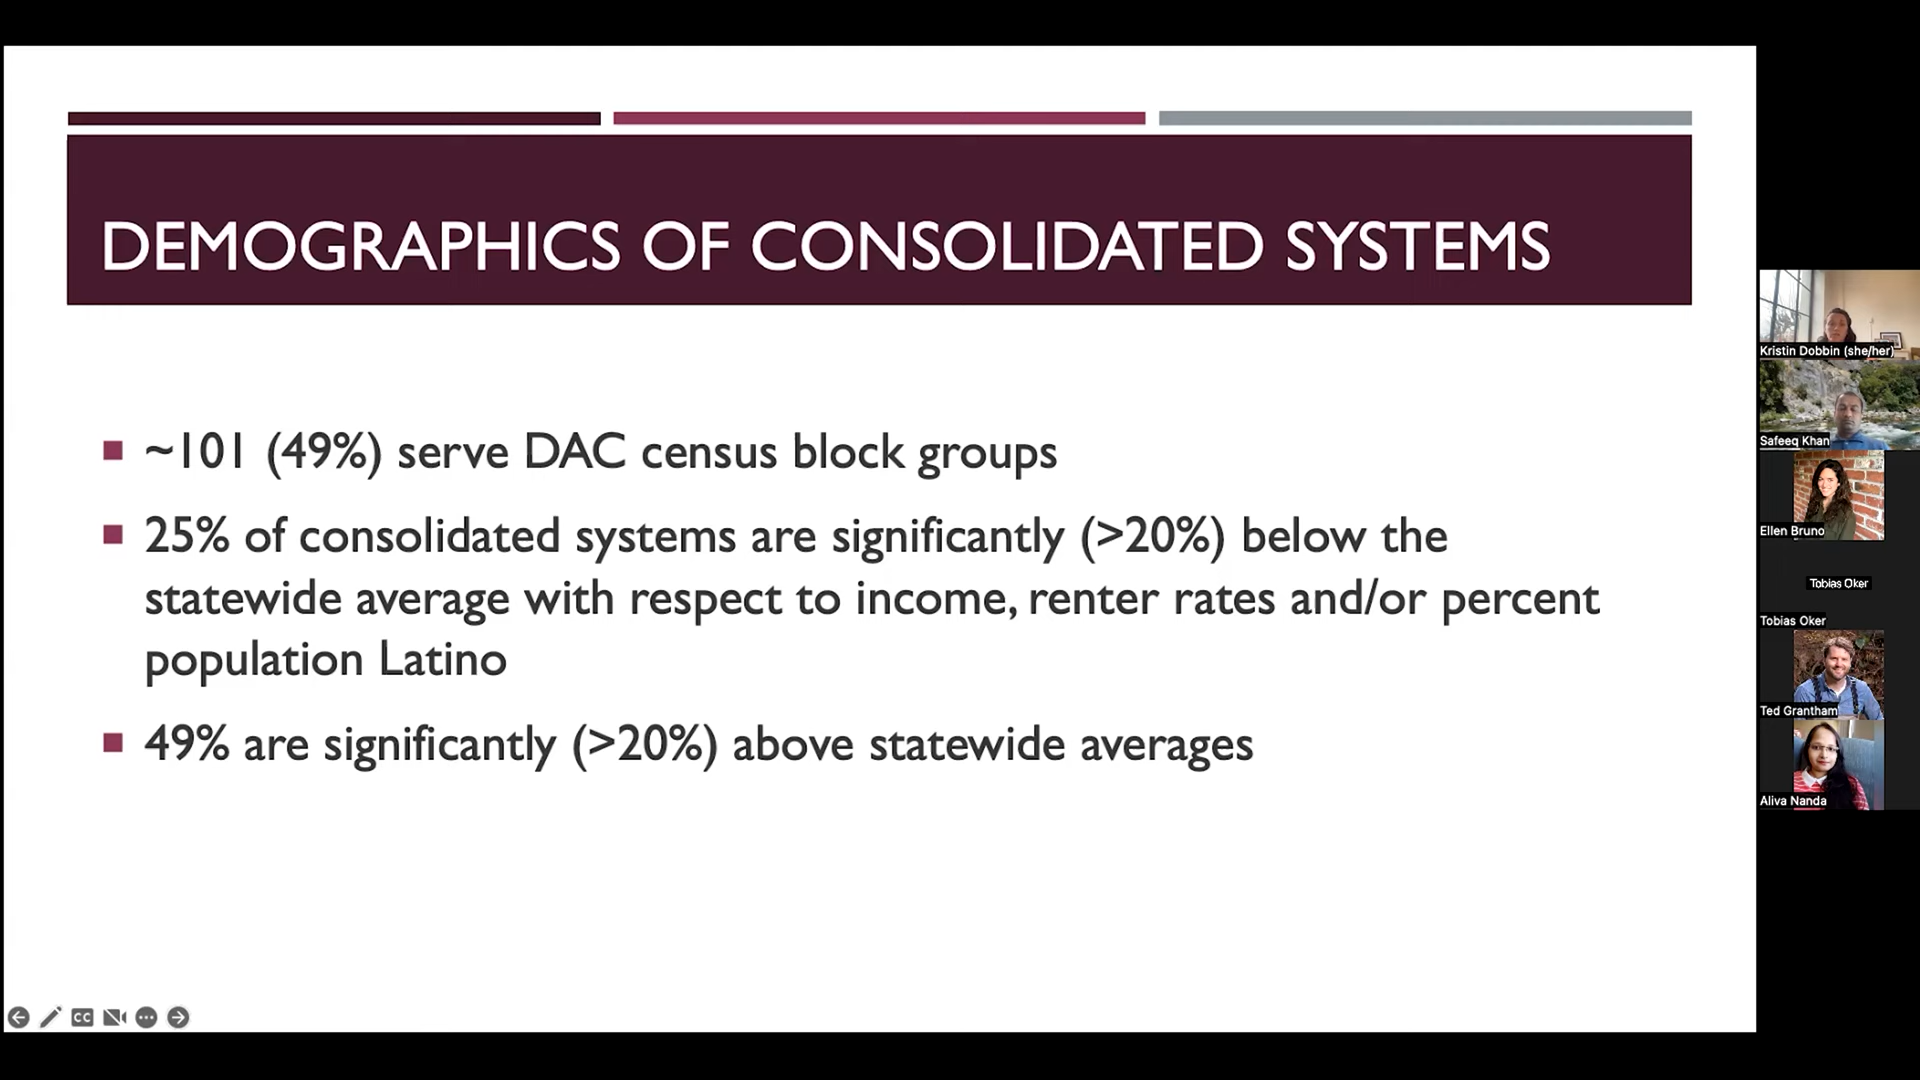 DEMOGRAPHICS OF CONSOLIDATED SYSTEMS
~101 (49%) serve DAC census block groups
25% of consolidated systems are significantly (>20%) below the
statewide average with respect to income, renter rates and/or percent
population Latino
49% are significantly (>20%) above statewide averages
Kristin Dobbin (she/her)
Safeeq Khan
Ellen Bruno
Tobias Oker
Tobias Oker
Ted Grantham
Aliva Nanda
CC